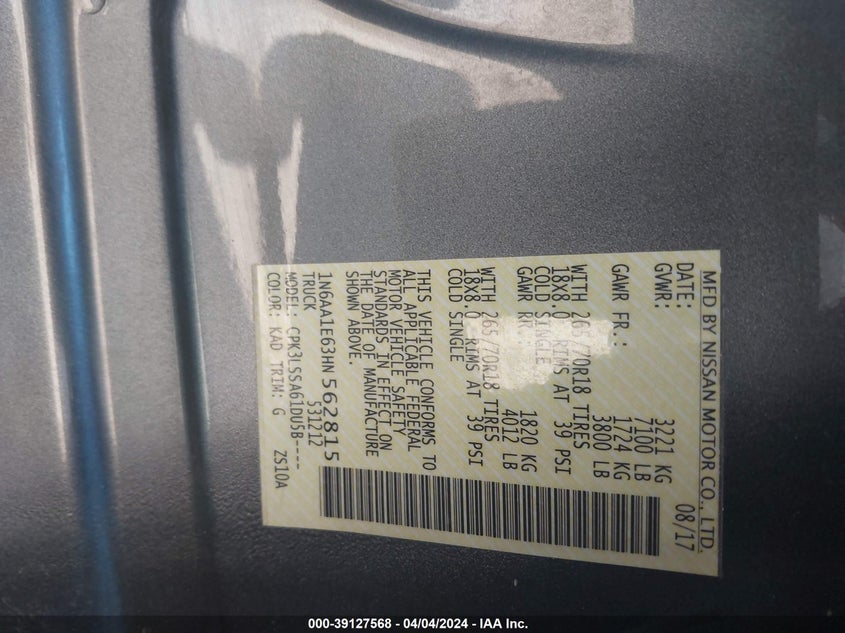 MFD BY NISSAN MOTOR CO., LTD.
DATE: 08/17
GVWR: 3221 KG
7100 LB
GAWR FR.: 1724 KG
3800 LB
WITH 265/70R18 TIRES
18X8.0 RIMS AT 39 PSI
COLD SINGLE
GAWR RR.: 1820 KG
4012 LB
WITH 265/70R18 TIRES
18X8.0 RIMS AT 39 PSI
COLD SINGLE
THIS VEHICLE CONFORMS TO
ALL APPLICABLE FEDERAL
MOTOR VEHICLE SAFETY
STANDARDS IN EFFECT ON
THE DATE OF MANUFACTURE
SHOWN ABOVE.
1N6AA1E63HN562815
TRUCK 531212
MODEL: CPK3LSSA61DU5B----
COLOR: KAD TRIM: G ZS10A
000-39127568 - 04/04/2024 - IAA Inc.